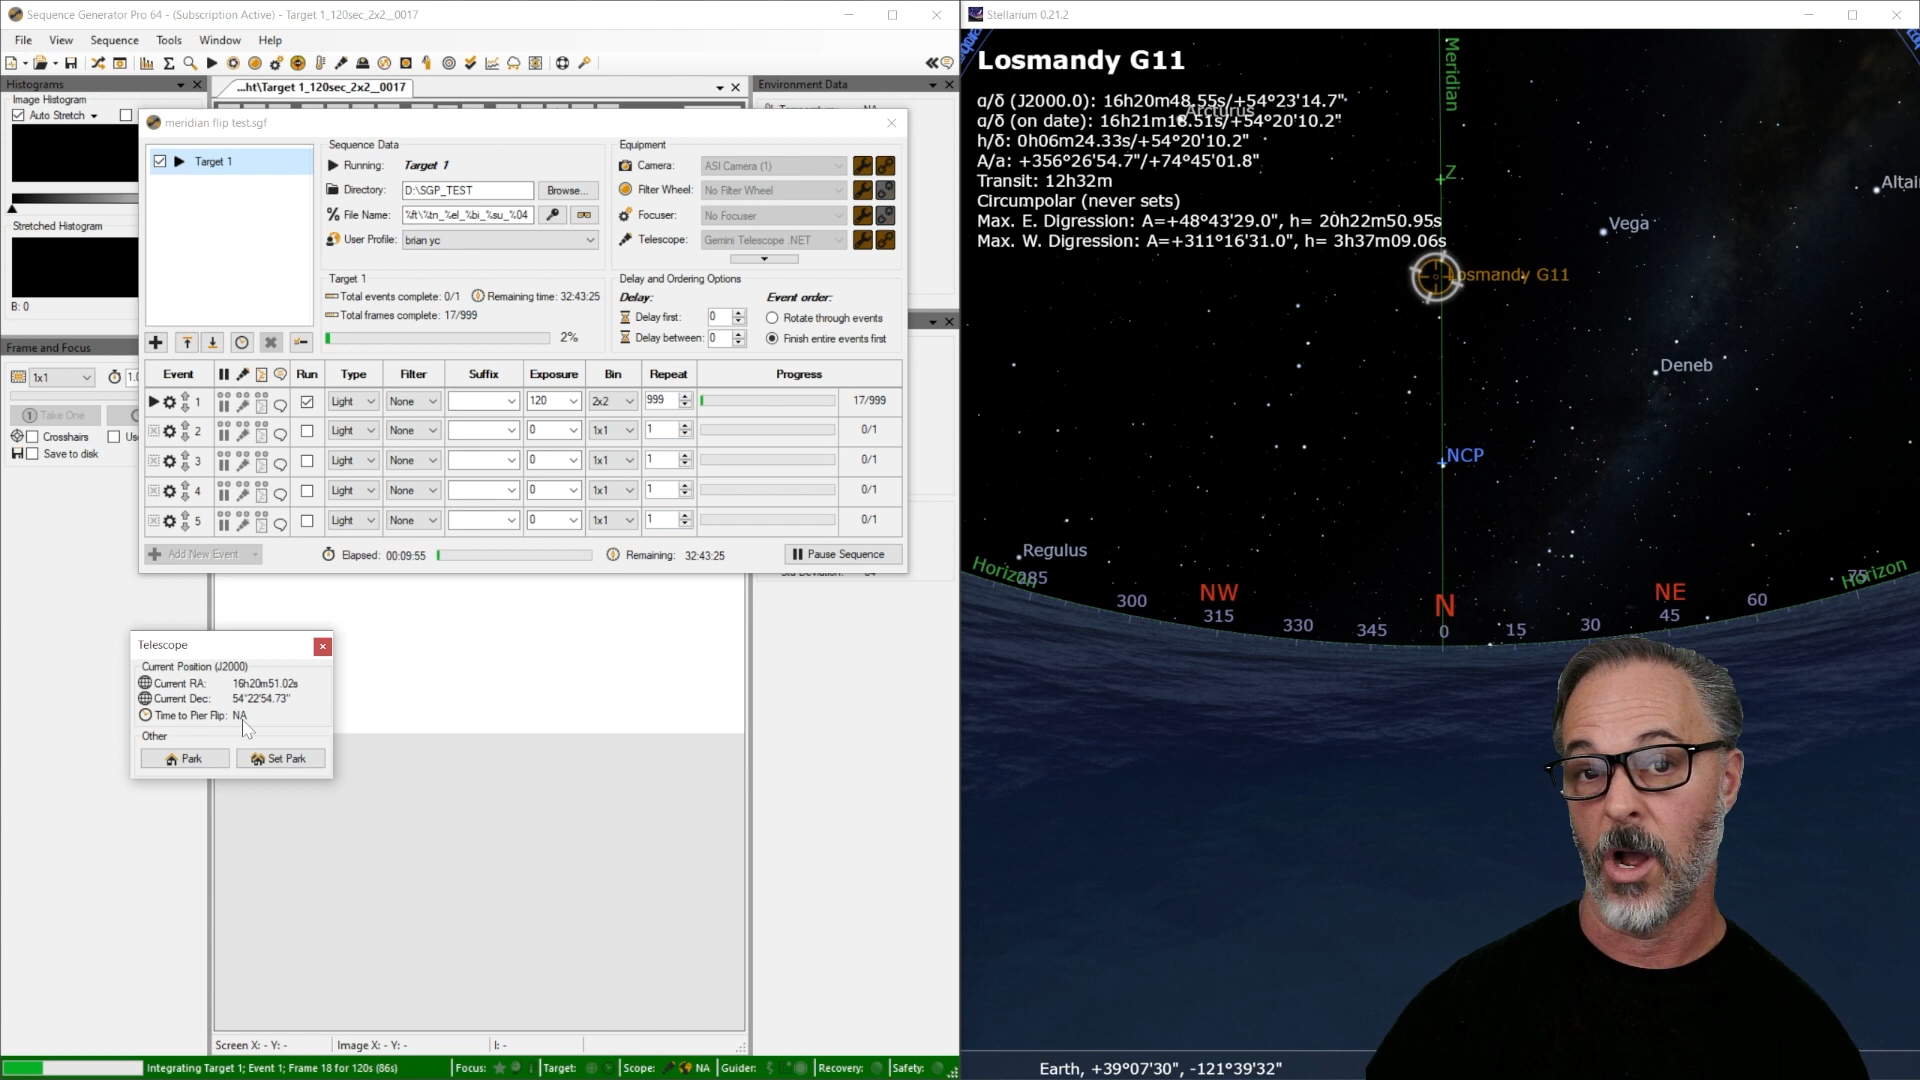 Sequence Generator Pro 64 - (Subscription Active) - Target 1_120sec_2x2__0017
File View Sequence Tools Window Help
Histograms
Image Histogram
Auto Stretch
Stretched Histogram
B: 0
Frame and Focus
1x1
Take One
Crosshairs
Save to disk
...ht\Target 1_120sec_2x2__0017
Environment Data
meridian flip test.sgf
Target 1
Sequence Data
Running: Target 1
Directory: D:\SGP_TEST Browse...
File Name: %ft\%tn_%el_%bi_%su_%04
User Profile: brian yc
Equipment
Camera: ASI Camera (1)
Filter Wheel: No Filter Wheel
Focuser: No Focuser
Telescope: Gemini Telescope .NET
Target 1
Total events complete: 0/1 Remaining time: 32:43:25
Total frames complete: 17/999
2%
Delay and Ordering Options
Delay: Event order:
Delay first: 0 Rotate through events
Delay between: 0 Finish entire events first
Event Run Type Filter Suffix Exposure Bin Repeat Progress
1 Light None 120 2x2 999 17/999
2 Light None 0 1x1 1 0/1
3 Light None 0 1x1 1 0/1
4 Light None 0 1x1 1 0/1
5 Light None 0 1x1 1 0/1
Add New Event Elapsed: 00:09:55 Remaining: 32:43:25 Pause Sequence
Telescope
Current Position (J2000)
Current RA: 16h20m51.02s
Current Dec: 54°22'54.73"
Time to Pier Flip: NA
Other
Park Set Park
Screen X: - Y: - Image X: - Y: - I: -
Integrating Target 1; Event 1; Frame 18 for 120s (86s) Focus: Target: Scope: NA Guider: Recovery: Safety:
Stellarium 0.21.2
Losmandy G11
α/δ (J2000.0): 16h20m48.55s/+54°23'14.7"
α/δ (on date): 16h21m18.51s/+54°20'10.2"
h/δ: 0h06m24.33s/+54°20'10.2"
A/a: +356°26'54.7"/+74°45'01.8"
Transit: 12h32m
Circumpolar (never sets)
Max. E. Digression: A=+48°43'29.0", h= 20h22m50.95s
Max. W. Digression: A=+311°16'31.0", h= 3h37m09.06s
Meridian
Arcturus
Z
Altai
Vega
Losmandy G11
Deneb
NCP
Regulus
Horizon
Horizon
NW N NE
285 300 315 330 345 0 15 30 45 60 75
Earth, +39°07'30", -121°39'32"